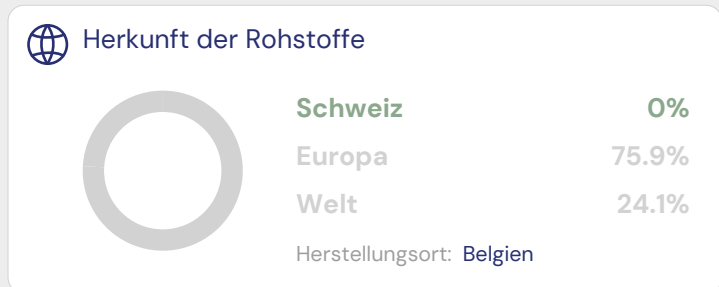 Herkunft der Rohstoffe
Schweiz 0%
Europa 75.9%
Welt 24.1%
Herstellungsort: Belgien